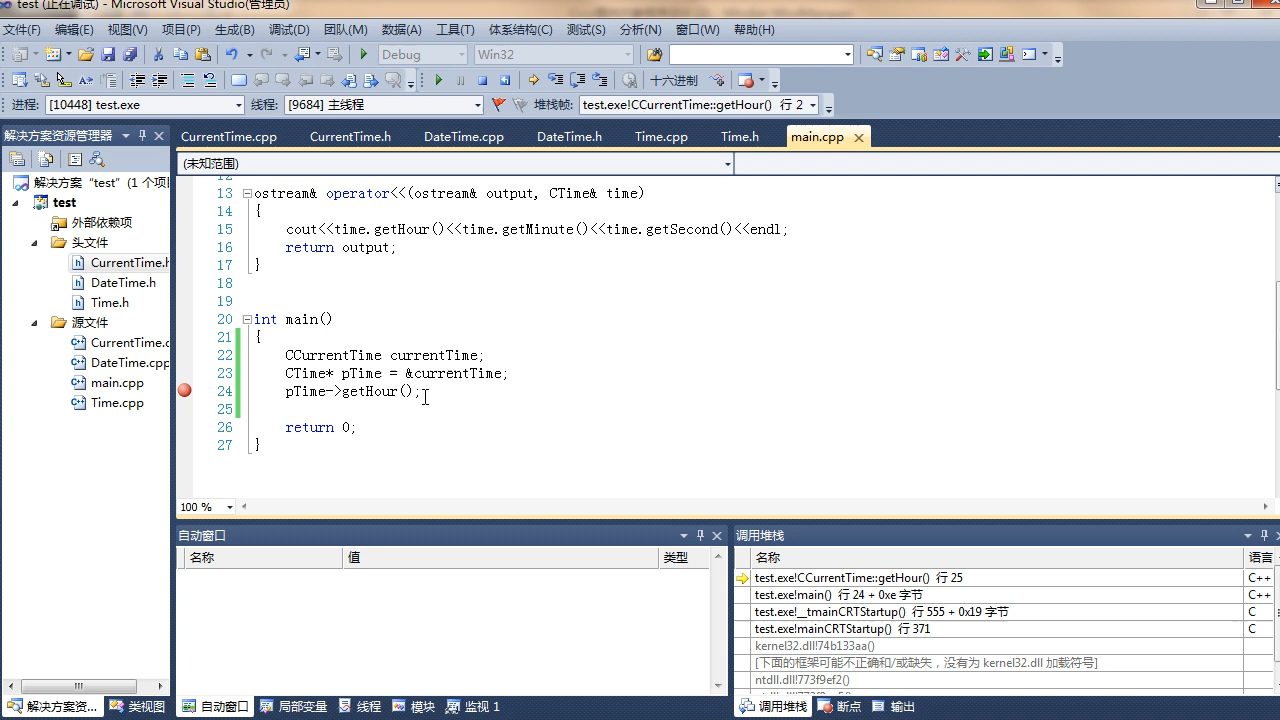 test (正在调试) - Microsoft Visual Studio(管理员)
文件(F) 编辑(E) 视图(V) 项目(P) 生成(B) 调试(D) 团队(M) 数据(A) 工具(T) 体系结构(C) 测试(S) 分析(N) 窗口(W) 帮助(H)
Debug Win32
十六进制
进程: [10448] test.exe 线程: [9684] 主线程 堆栈帧: test.exe!CCurrentTime::getHour() 行 2
解决方案资源管理器
CurrentTime.cpp CurrentTime.h DateTime.cpp DateTime.h Time.cpp Time.h main.cpp
(未知范围)
解决方案 "test" (1 个项
test
外部依赖项
头文件
CurrentTime.h
DateTime.h
Time.h
源文件
CurrentTime.c
DateTime.cpp
main.cpp
Time.cpp
12
13 ostream& operator<<(ostream& output, CTime& time)
14 {
15 cout<<time.getHour()<<time.getMinute()<<time.getSecond()<<endl;
16 return output;
17 }
18
19
20 int main()
21 {
22 CCurrentTime currentTime;
23 CTime* pTime = &currentTime;
24 pTime->getHour();
25
26 return 0;
27 }
100 %
自动窗口
名称 值 类型
调用堆栈
名称 语言
test.exe!CCurrentTime::getHour() 行 25 C++
test.exe!main() 行 24 + 0xe 字节 C++
test.exe!__tmainCRTStartup() 行 555 + 0x19 字节 C
test.exe!mainCRTStartup() 行 371 C
kernel32.dll!74b133aa()
[下面的框架可能不正确和/或缺失，没有为 kernel32.dll 加载符号]
ntdll.dll!773f9ef2()
解决方案资... 类视图 自动窗口 局部变量 线程 模块 监视 1 调用堆栈 断点 输出